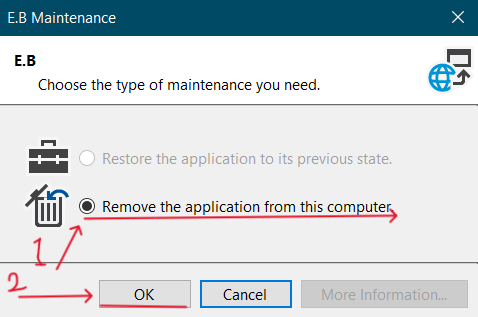 E.B Maintenance
E.B
Choose the type of maintenance you need.
Restore the application to its previous state.
Remove the application from this computer.
1
2
OK Cancel More Information...